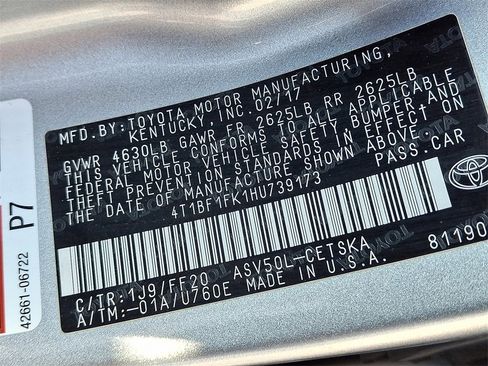 MFD.BY:TOYOTA MOTOR MANUFACTURING,
KENTUCKY, INC. 02/17
GVWR 4630LB GAWR FR 2625LB RR 2625LB
THIS VEHICLE CONFORMS TO ALL APPLICABLE
FEDERAL MOTOR VEHICLE SAFETY BUMPER, AND
THEFT PREVENTION STANDARDS IN EFFECT ON
THE DATE OF MANUFACTURE SHOWN ABOVE.
4T1BF1FK1HU739173 PASS.CAR
TOYOTA
C/TR:1J9/FF20 ASV50L-CETSKA 81190
A/TM:-01A/U760E MADE IN U.S.A.
P7
42661-06722